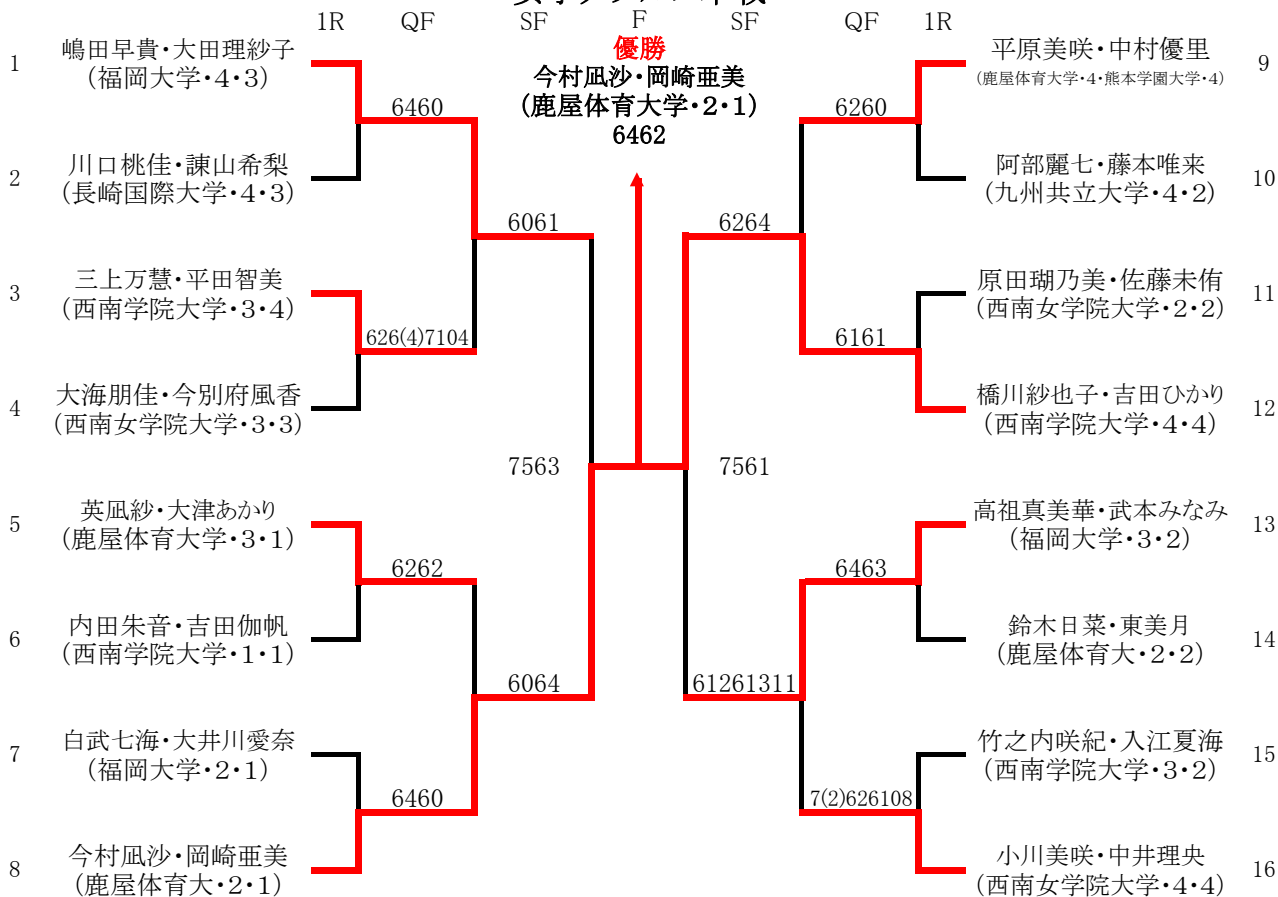 1R QF SF F SF QF 1R
優勝
今村凪沙・岡崎亜美
(鹿屋体育大学・2・1)
6462
1 嶋田早貴・大田理紗子
(福岡大学・4・3)
6460
2 川口桃佳・諌山希梨
(長崎国際大学・4・3)
6061
3 三上万慧・平田智美
(西南学院大学・3・4)
626(4)7104
4 大海朋佳・今別府風香
(西南女学院大学・3・3)
7563
5 英凪紗・大津あかり
(鹿屋体育大学・3・1)
6262
6 内田朱音・吉田伽帆
(西南学院大学・1・1)
6064
7 白武七海・大井川愛奈
(福岡大学・2・1)
6460
8 今村凪沙・岡崎亜美
(鹿屋体育大・2・1)
平原美咲・中村優里 9
(鹿屋体育大学・4・熊本学園大学・4)
6260
阿部麗七・藤本唯来 10
(九州共立大学・4・2)
6264
原田瑚乃美・佐藤未侑 11
(西南女学院大学・2・2)
6161
橋川紗也子・吉田ひかり 12
(西南学院大学・4・4)
7561
高祖真美華・武本みなみ 13
(福岡大学・3・2)
6463
鈴木日菜・東美月 14
(鹿屋体育大・2・2)
61261311
竹之内咲紀・入江夏海 15
(西南学院大学・3・2)
7(2)626108
小川美咲・中井理央 16
(西南女学院大学・4・4)